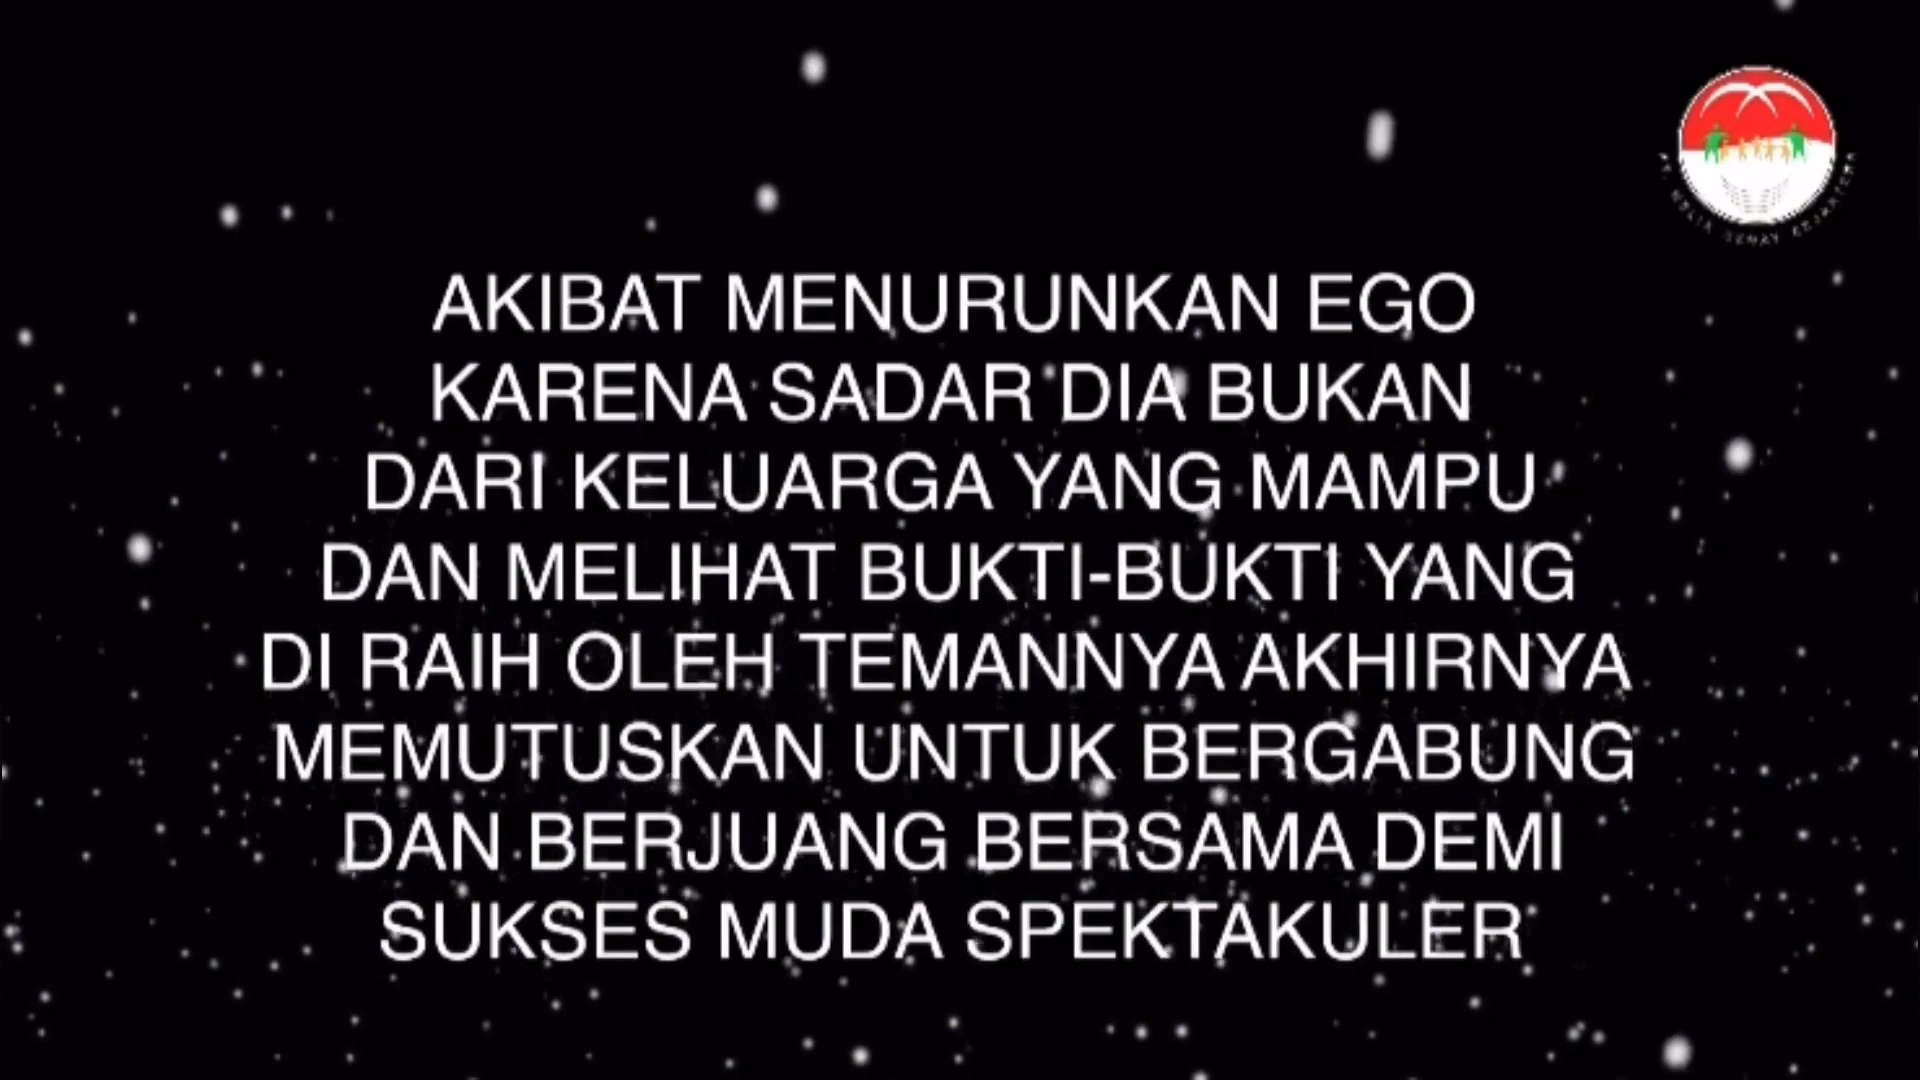 AKIBAT MENURUNKAN EGO
KARENA SADAR DIA BUKAN
DARI KELUARGA YANG MAMPU
DAN MELIHAT BUKTI-BUKTI YANG
DI RAIH OLEH TEMANNYA AKHIRNYA
MEMUTUSKAN UNTUK BERGABUNG
DAN BERJUANG BERSAMA DEMI
SUKSES MUDA SPEKTAKULER